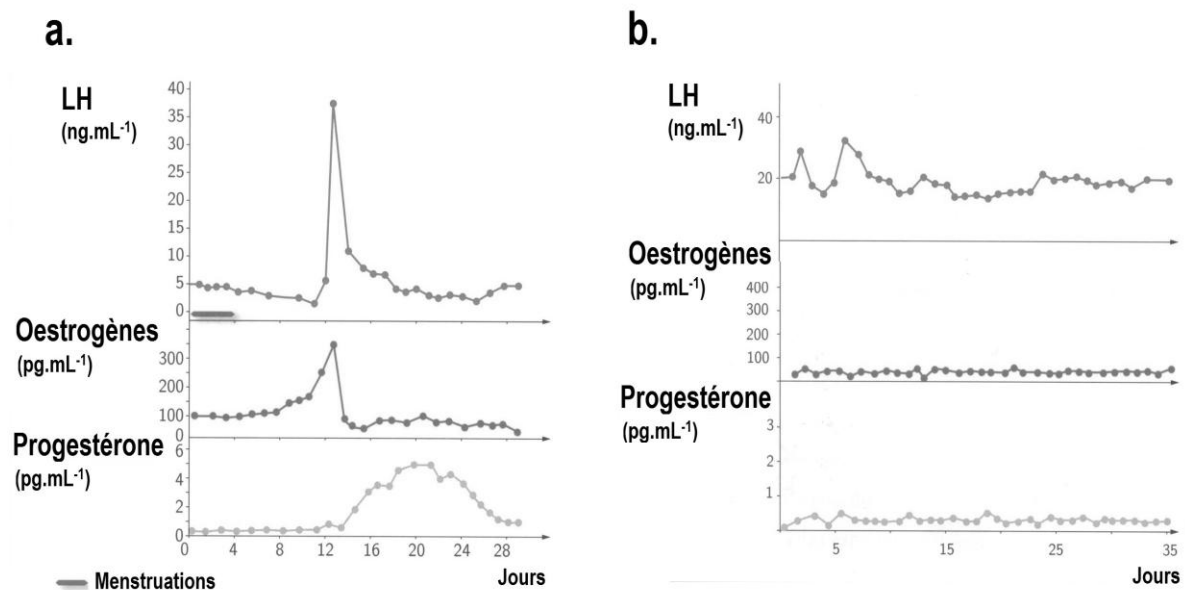 a.
LH
(ng.mL-1)
40
35
30
25
20
15
10
5
0
Oestrogènes
(pg.mL-1)
300
250
200
100
0
Progestérone
(pg.mL-1)
6
4
2
0
0 4 8 12 16 20 24 28
Menstruations
Jours
b.
LH
(ng.mL-1)
40
20
Oestrogènes
(pg.mL-1)
400
300
200
100
Progestérone
(pg.mL-1)
3
2
1
5 15 25 35
Jours